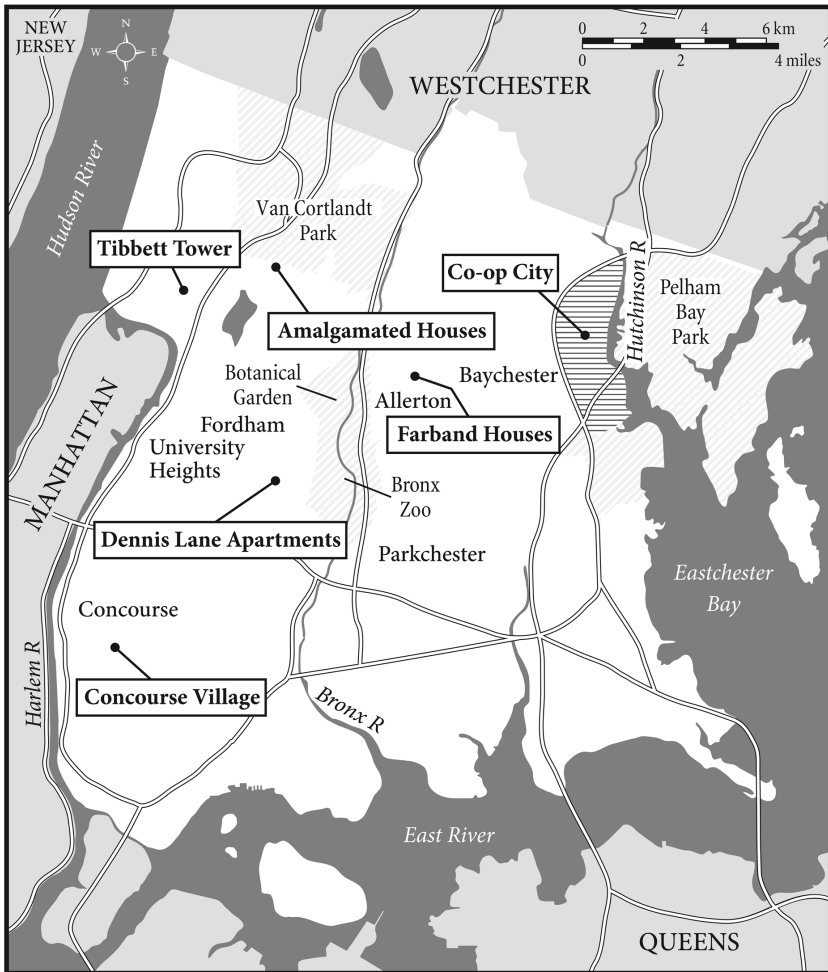 NEW
JERSEY
N
W E
S
0 2 4 6 km
0 2 4 miles
WESTCHESTER
Hudson River
Van Cortlandt
Park
Tibbett Tower
Co-op City
Hutchinson R
Pelham
Bay
Park
Amalgamated Houses
Botanical
Garden
Baychester
Allerton
Fordham
Farband Houses
University
Heights
MANHATTAN
Bronx
Zoo
Dennis Lane Apartments
Parkchester
Eastchester
Bay
Concourse
Harlem R
Concourse Village
Bronx R
East River
QUEENS